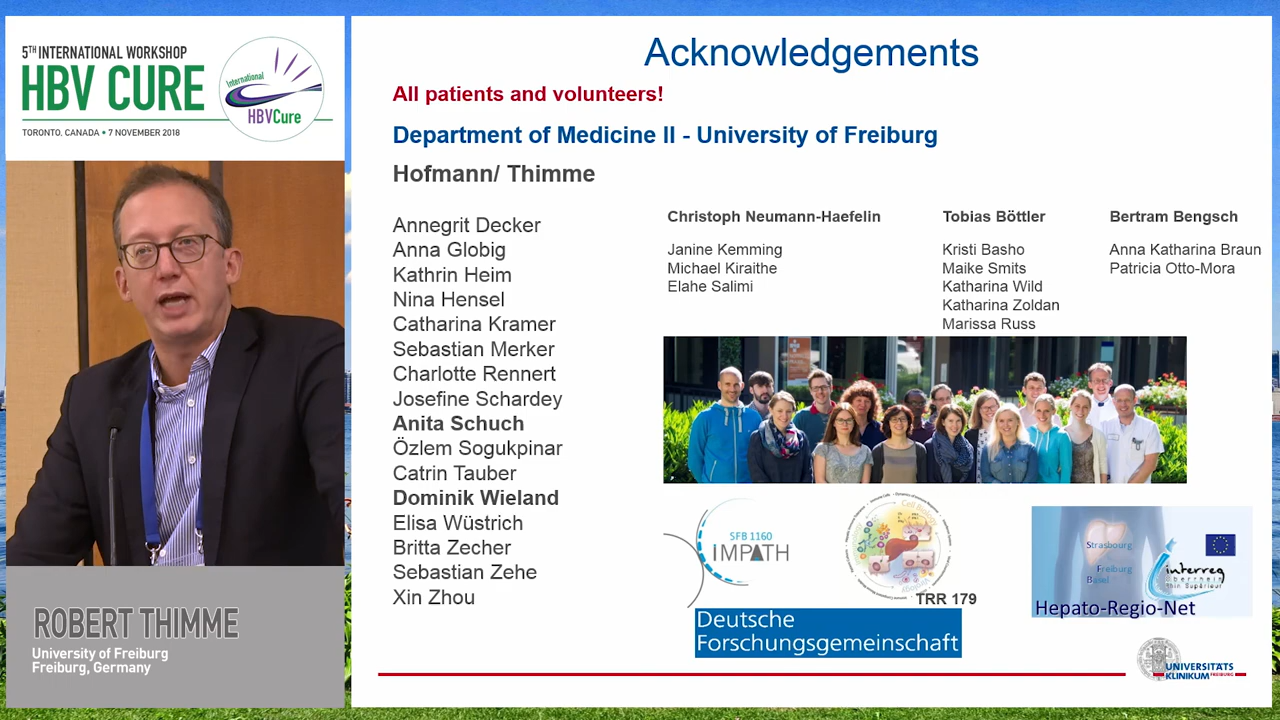 5TH INTERNATIONAL WORKSHOP
HBV CURE
TORONTO, CANADA • 7 NOVEMBER 2018
International
HBVCure
ROBERT THIMME
University of Freiburg
Freiburg, Germany
Acknowledgements
All patients and volunteers!
Department of Medicine II - University of Freiburg
Hofmann/ Thimme
Annegrit Decker
Anna Globig
Kathrin Heim
Nina Hensel
Catharina Kramer
Sebastian Merker
Charlotte Rennert
Josefine Schardey
Anita Schuch
Özlem Sogukpinar
Catrin Tauber
Dominik Wieland
Elisa Wüstrich
Britta Zecher
Sebastian Zehe
Xin Zhou
Christoph Neumann-Haefelin
Janine Kemming
Michael Kiraithe
Elahe Salimi
Tobias Böttler
Kristi Basho
Maike Smits
Katharina Wild
Katharina Zoldan
Marissa Russ
Bertram Bengsch
Anna Katharina Braun
Patricia Otto-Mora
SFB 1160
IMPATH
TRR 179
Deutsche
Forschungsgemeinschaft
Strasbourg
Freiburg
Basel
interreg
Oberrhein
Rhin Supérieur
Hepato-Regio-Net
UNIVERSITÄTS
KLINIKUM FREIBURG